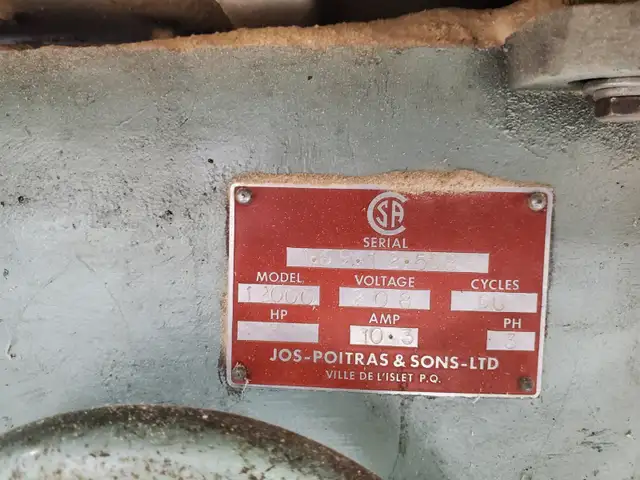 CSA
SERIAL
MODEL VOLTAGE CYCLES
208 60
HP AMP PH
10.3 3
JOS-POITRAS & SONS-LTD
VILLE DE L'ISLET P.Q.